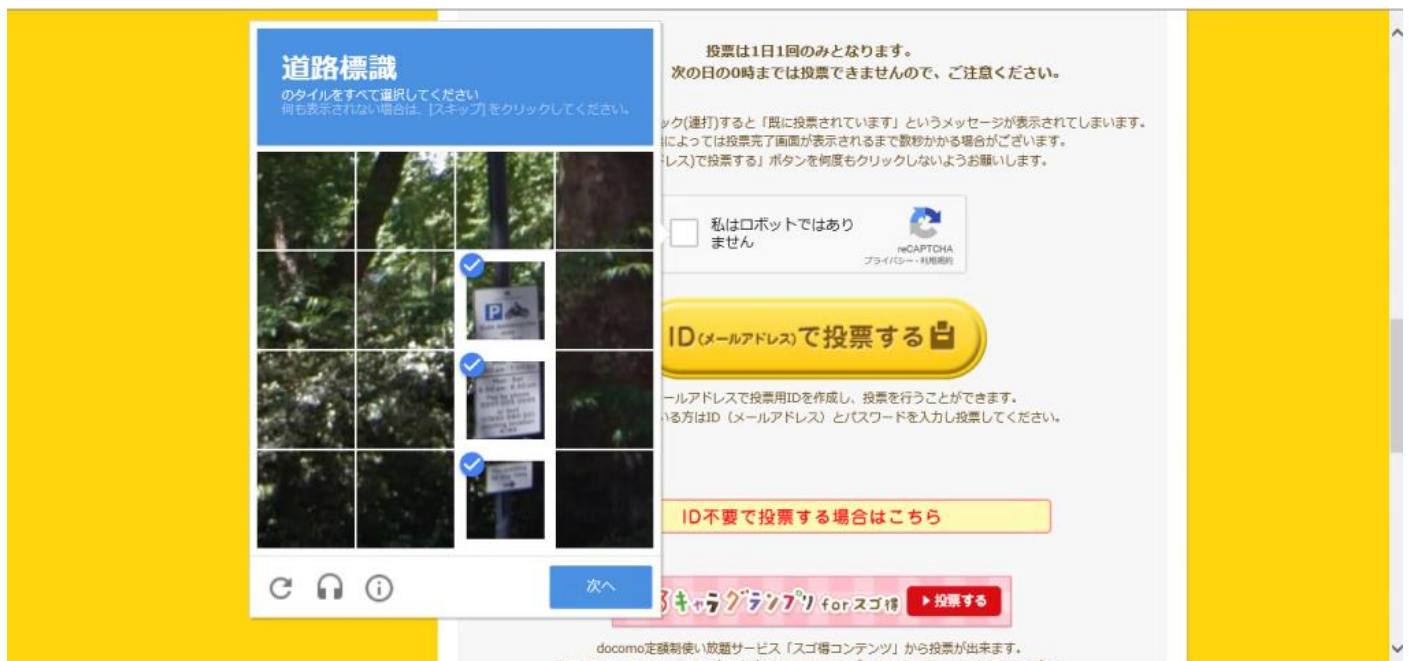 道路標識
のタイルをすべて選択してください
何も表示されない場合は、[スキップ] をクリックしてください。
P
次へ
投票は1日1回のみとなります。
次の日の0時までは投票できませんので、ご注意ください。
ック(連打)すると「既に投票されています」というメッセージが表示されてしまいます。
によっては投票完了画面が表示されるまで数秒かかる場合がございます。
レス)で投票する」ボタンを何度もクリックしないようお願いします。
私はロボットではあり
ません
reCAPTCHA
プライバシー - 利用規約
ID(メールアドレス)で投票する
ールアドレスで投票用IDを作成し、投票を行うことができます。
いる方はID（メールアドレス）とパスワードを入力し投票してください。
ID不要で投票する場合はこちら
キャラグランプリ for スゴ得 投票する
docomo定額制使い放題サービス「スゴ得コンテンツ」から投票が出来ます。